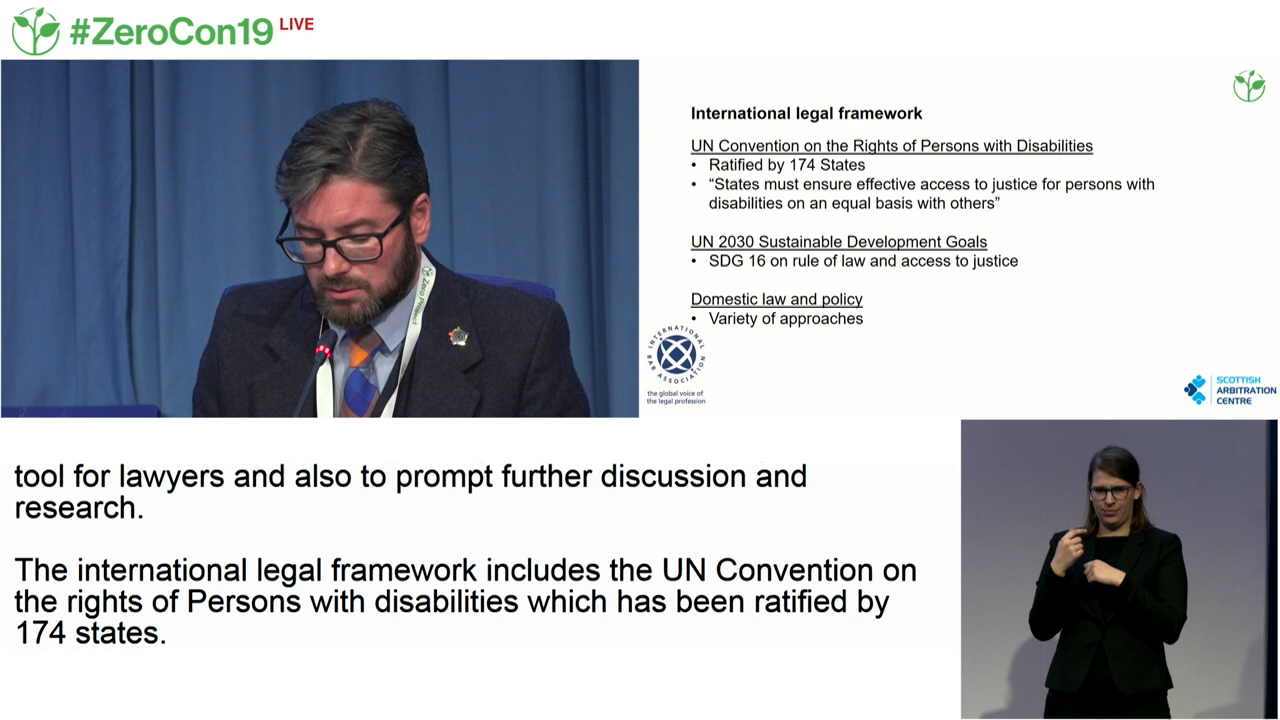 #ZeroCon19 LIVE
Zero Project
International legal framework
UN Convention on the Rights of Persons with Disabilities
• Ratified by 174 States
• “States must ensure effective access to justice for persons with
disabilities on an equal basis with others”
UN 2030 Sustainable Development Goals
• SDG 16 on rule of law and access to justice
Domestic law and policy
• Variety of approaches
INTERNATIONAL
BAR ASSOCIATION
the global voice of
the legal profession
SCOTTISH
ARBITRATION
CENTRE
tool for lawyers and also to prompt further discussion and
research.
The international legal framework includes the UN Convention on
the rights of Persons with disabilities which has been ratified by
174 states.